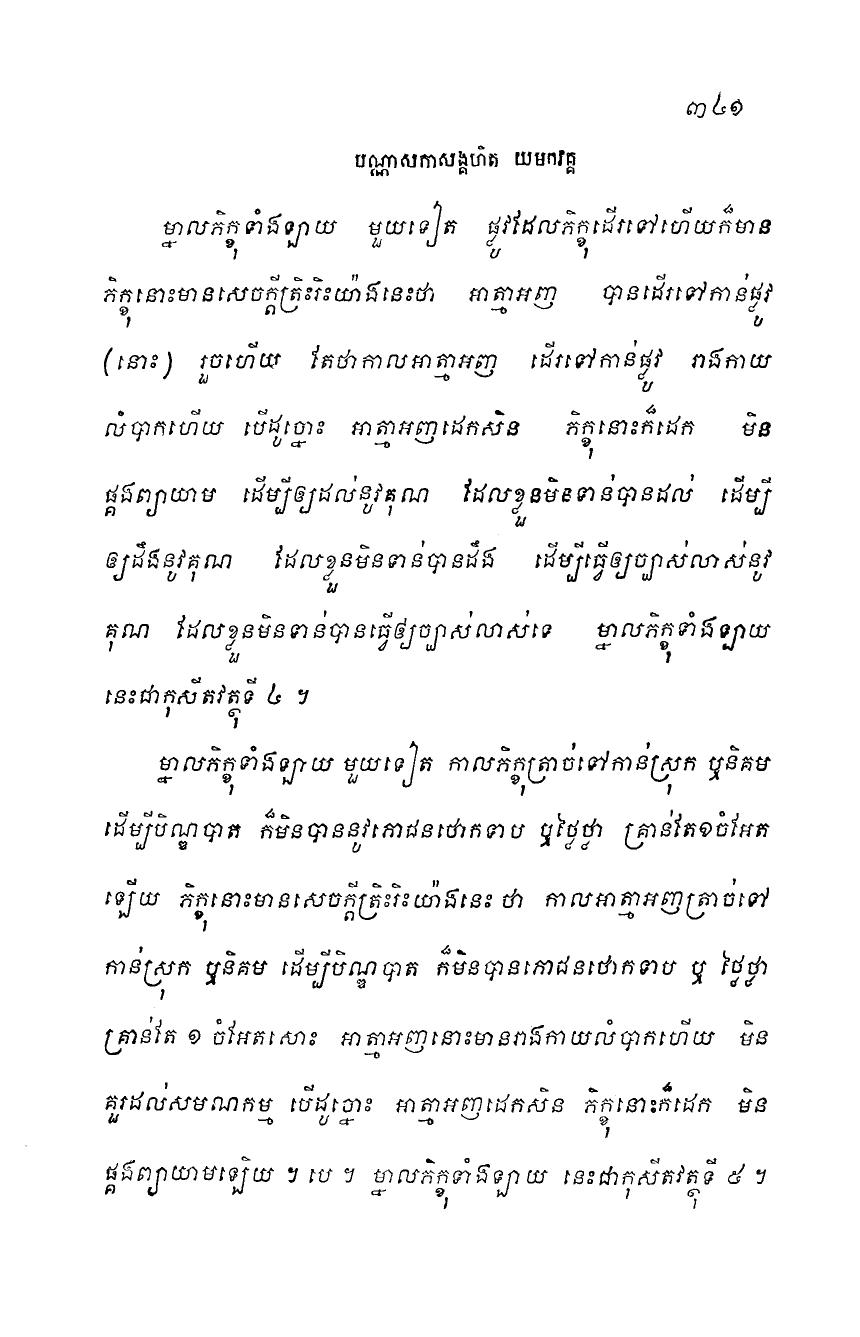 ៣៤១
បណ្ណាសកាសង្គហិត យមកវគ្គ
ម្នាលភិក្ខុទាំងឡាយ មួយទៀត ផ្លូវដែលភិក្ខុដើរទៅហើយក៏មាន
ភិក្ខុនោះមានសេចក្តីត្រិះរិះយ៉ាងនេះថា អាត្មាអញ បានដើរទៅកាន់ផ្លូវ
(នោះ) រួចហើយ តែថាកាលអាត្មាអញ ដើរទៅកាន់ផ្លូវ រាងកាយ
លំបាកហើយ បើដូច្នោះ អាត្មាអញដេកសិន ភិក្ខុនោះក៏ដេក មិន
ផ្គងព្យាយាម ដើម្បីឲ្យដល់នូវគុណ ដែលខ្លួនមិនទាន់បានដល់ ដើម្បី
ឲ្យដឹងនូវគុណ ដែលខ្លួនមិនទាន់បានដឹង ដើម្បីធ្វើឲ្យច្បាស់លាស់នូវ
គុណ ដែលខ្លួនមិនទាន់បានធ្វើឲ្យច្បាស់លាស់ទេ ម្នាលភិក្ខុទាំងឡាយ
នេះជាកុសីតវត្ថុទី ៤ ។
ម្នាលភិក្ខុទាំងឡាយ មួយទៀត កាលភិក្ខុត្រាច់ទៅកាន់ស្រុក ឬនិគម
ដើម្បីបិណ្ឌបាត ក៏មិនបាននូវភោជនថោកទាប ឬថ្លៃថ្លា គ្រាន់តែ១ចំអែត
ឡើយ ភិក្ខុនោះមានសេចក្តីត្រិះរិះយ៉ាងនេះ ថា កាលអាត្មាអញត្រាច់ទៅ
កាន់ស្រុក ឬនិគម ដើម្បីបិណ្ឌបាត ក៏មិនបានភោជនថោកទាប ឬ ថ្លៃថ្លា
គ្រាន់តែ ១ ចំអែតសោះ អាត្មាអញនោះមានរាងកាយលំបាកហើយ មិន
គួរដល់សមណកម្ម បើដូច្នោះ អាត្មាអញដេកសិន ភិក្ខុនោះក៏ដេក មិន
ផ្គងព្យាយាមឡើយ ។ បេ ។ ម្នាលភិក្ខុទាំងឡាយ នេះជាកុសីតវត្ថុទី ៥ ។